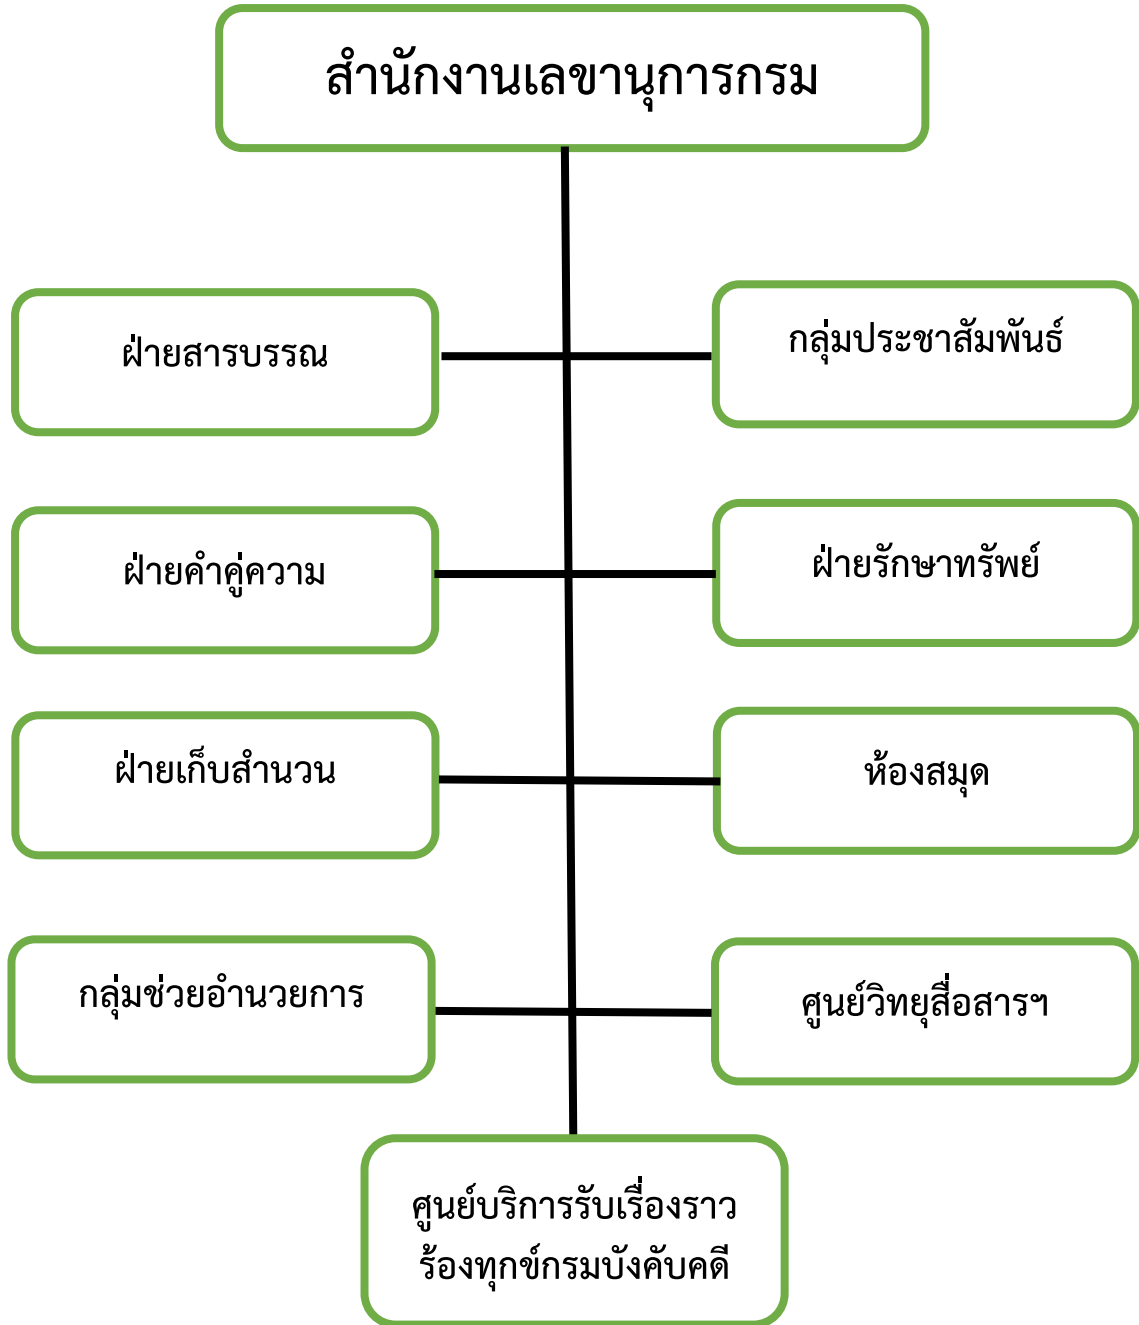 สำนักงานเลขานุการกรม
ฝ่ายสารบรรณ
กลุ่มประชาสัมพันธ์
ฝ่ายคำคู่ความ
ฝ่ายรักษาทรัพย์
ฝ่ายเก็บสำนวน
ห้องสมุด
กลุ่มช่วยอำนวยการ
ศูนย์วิทยุสื่อสารฯ
ศูนย์บริการรับเรื่องราว
ร้องทุกข์กรมบังคับคดี